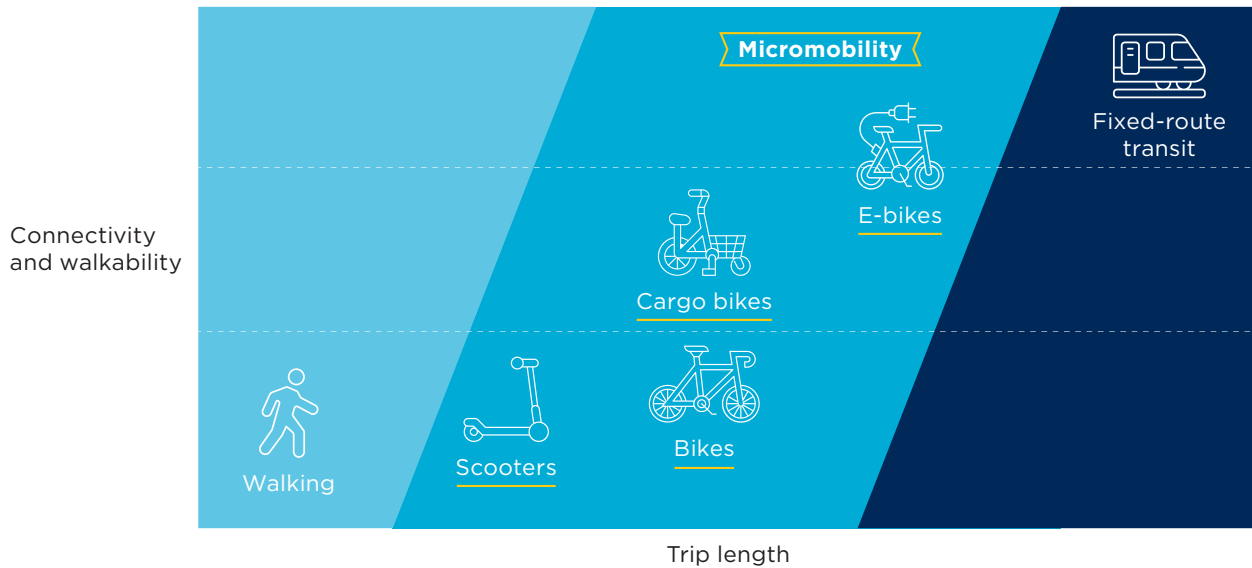 Micromobility
Fixed-route
transit
E-bikes
Connectivity
and walkability
Cargo bikes
Walking
Scooters
Bikes
Trip length